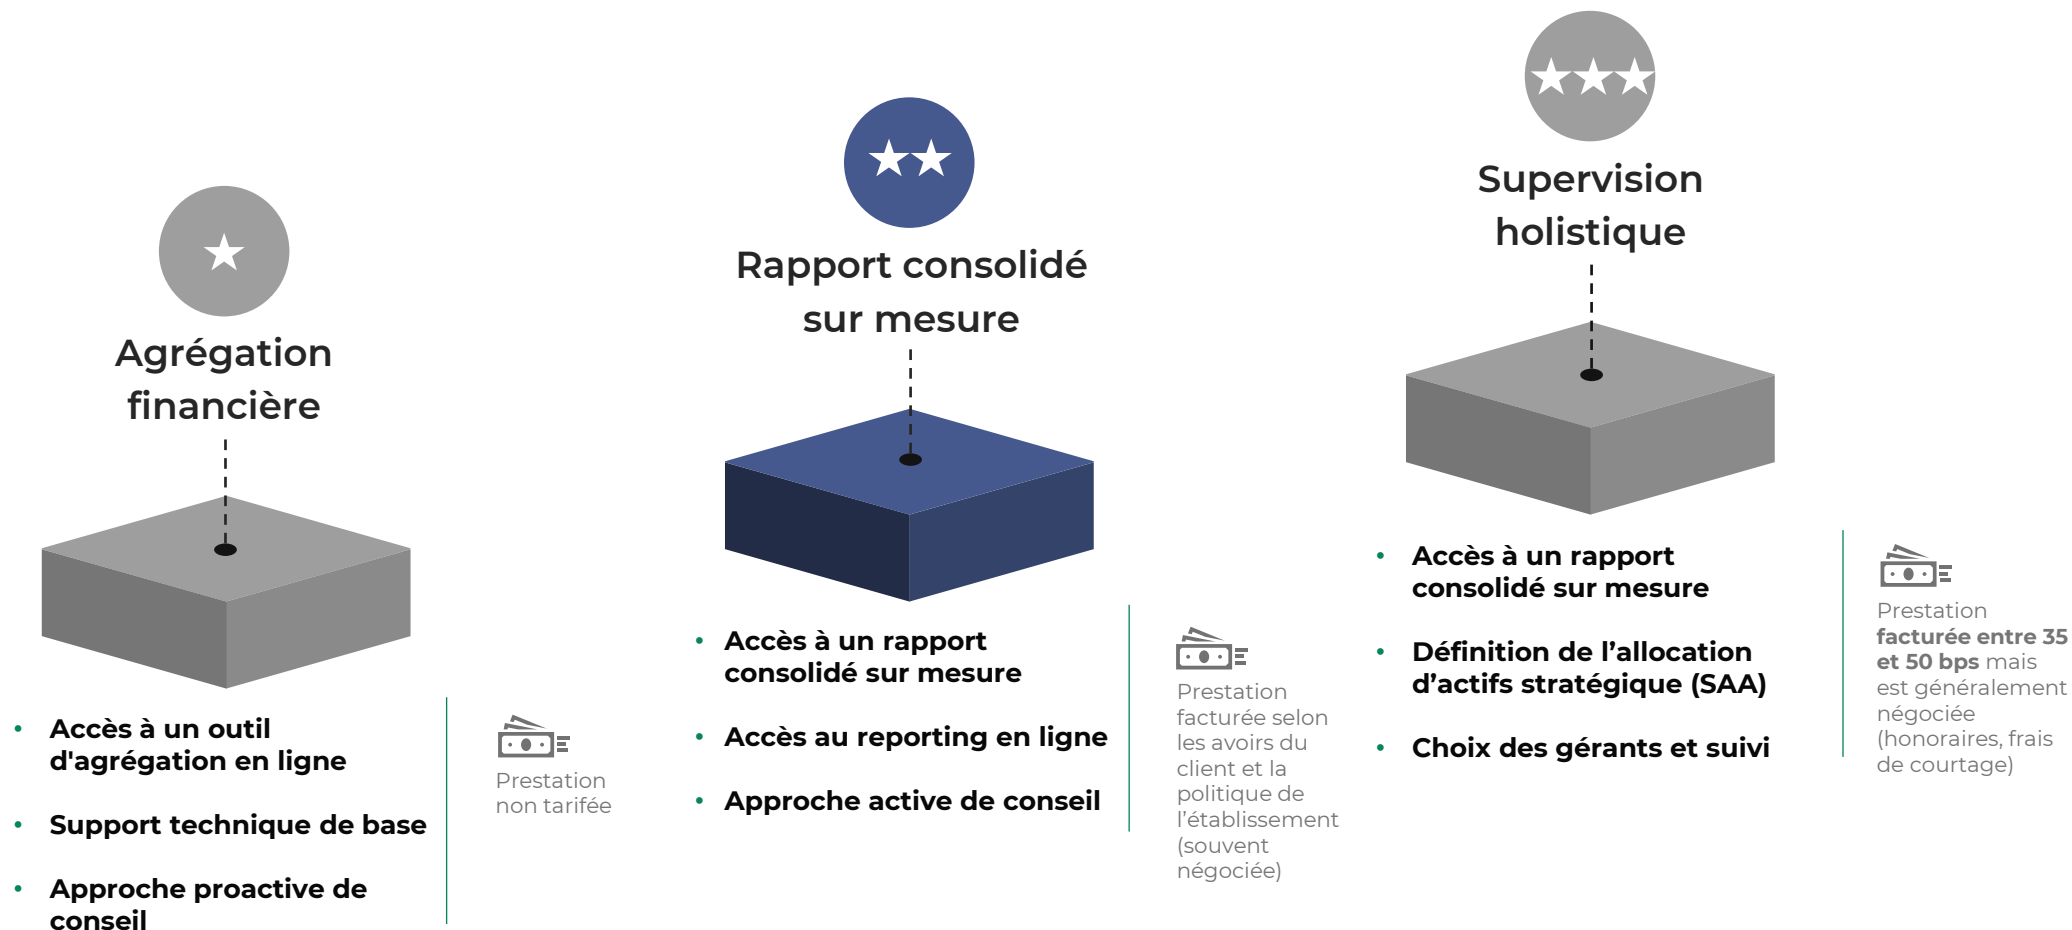 Agrégation
financière
• Accès à un outil
d'agrégation en ligne
• Support technique de base
• Approche proactive de
conseil
Prestation
non tarifée
Rapport consolidé
sur mesure
• Accès à un rapport
consolidé sur mesure
• Accès au reporting en ligne
• Approche active de conseil
Prestation
facturée selon
les avoirs du
client et la
politique de
l’établissement
(souvent
négociée)
Supervision
holistique
• Accès à un rapport
consolidé sur mesure
• Définition de l’allocation
d’actifs stratégique (SAA)
• Choix des gérants et suivi
Prestation
facturée entre 35
et 50 bps mais
est généralement
négociée
(honoraires, frais
de courtage)